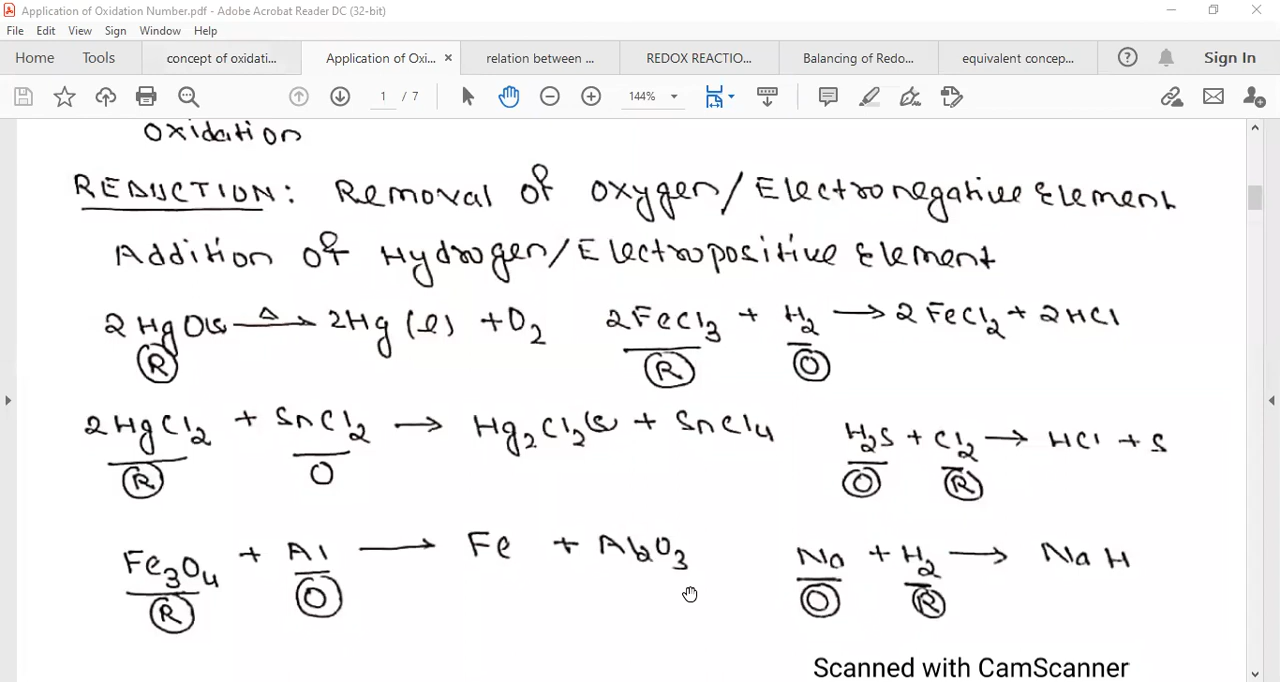 Application of Oxidation Number.pdf - Adobe Acrobat Reader DC (32-bit)
File Edit View Sign Window Help
Home Tools concept of oxidati... Application of Oxi... × relation between ... REDOX REACTIO... Balancing of Redo... equivalent concep... Sign In
1 / 7 144%
Oxidation
REDUCTION: Removal of Oxygen/Electronegative Element
Addition of Hydrogen/Electropositive Element
2HgO(s) —Δ→ 2Hg(l) + O₂ 2FeCl₃ + H₂ → 2FeCl₂ + 2HCl
R R O
2HgCl₂ + SnCl₂ → Hg₂Cl₂(s) + SnCl₄ H₂S + Cl₂ → HCl + S
R O O R
Fe₃O₄ + Al → Fe + Al₂O₃ Na + H₂ → NaH
R O O R
Scanned with CamScanner